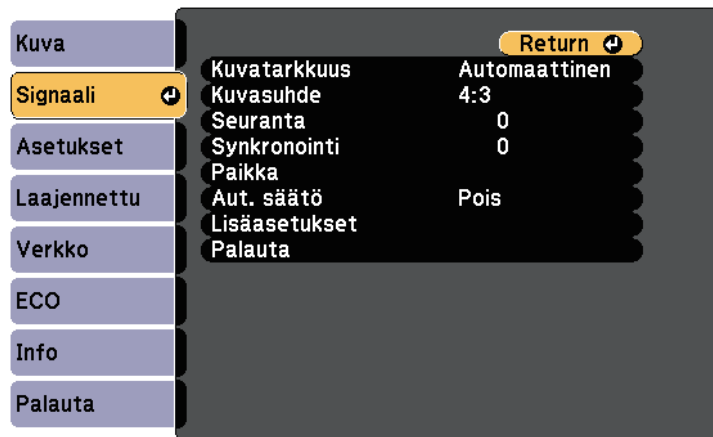 Kuva
Signaali
Asetukset
Laajennettu
Verkko
ECO
Info
Palauta
Return
Kuvatarkkuus Automaattinen
Kuvasuhde 4:3
Seuranta 0
Synkronointi 0
Paikka
Aut. säätö Pois
Lisäasetukset
Palauta